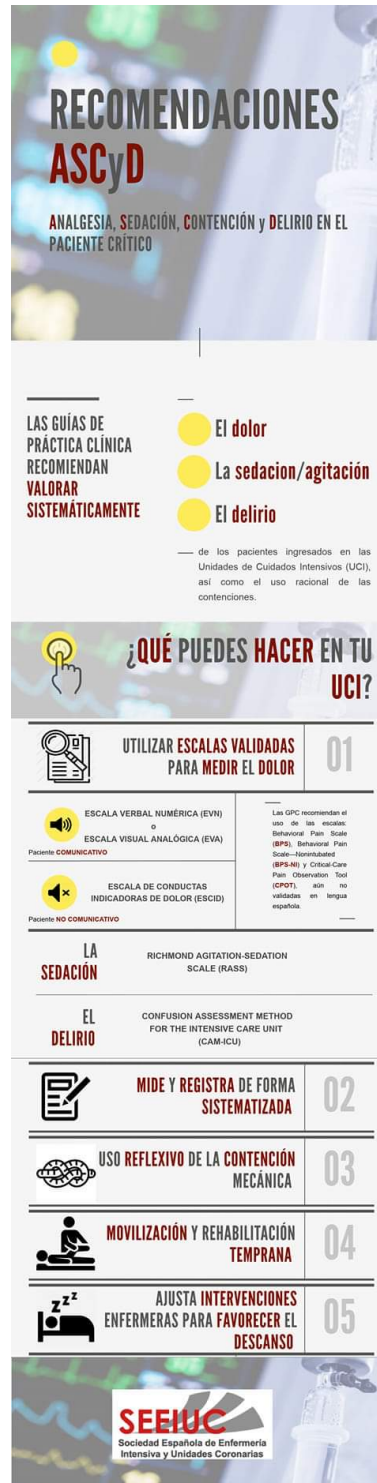 RECOMENDACIONES
ASCyD
ANALGESIA, SEDACIÓN, CONTENCIÓN y DELIRIO EN EL
PACIENTE CRÍTICO
LAS GUÍAS DE
PRÁCTICA CLÍNICA
RECOMIENDAN
VALORAR
SISTEMÁTICAMENTE
El dolor
La sedacion/agitación
El delirio
de los pacientes ingresados en las
Unidades de Cuidados Intensivos (UCI),
así como el uso racional de las
contenciones.
¿QUÉ PUEDES HACER EN TU
UCI?
UTILIZAR ESCALAS VALIDADAS
PARA MEDIR EL DOLOR
01
ESCALA VERBAL NUMÉRICA (EVN)
o
ESCALA VISUAL ANALÓGICA (EVA)
Paciente COMUNICATIVO
ESCALA DE CONDUCTAS
INDICADORAS DE DOLOR (ESCID)
Paciente NO COMUNICATIVO
Las GPC recomiendan el
uso de las escalas:
Behavioral Pain Scale
(BPS), Behavioral Pain
Scale—Nonintubated
(BPS-NI) y Critical-Care
Pain Observation Tool
(CPOT), aún no
validadas en lengua
española.
LA
SEDACIÓN
RICHMOND AGITATION-SEDATION
SCALE (RASS)
EL
DELIRIO
CONFUSION ASSESSMENT METHOD
FOR THE INTENSIVE CARE UNIT
(CAM-ICU)
MIDE Y REGISTRA DE FORMA
SISTEMATIZADA
02
USO REFLEXIVO DE LA CONTENCIÓN
MECÁNICA
03
MOVILIZACIÓN Y REHABILITACIÓN
TEMPRANA
04
zzz
AJUSTA INTERVENCIONES
ENFERMERAS PARA FAVORECER EL
DESCANSO
05
SEEIUC
Sociedad Española de Enfermería
Intensiva y Unidades Coronarias